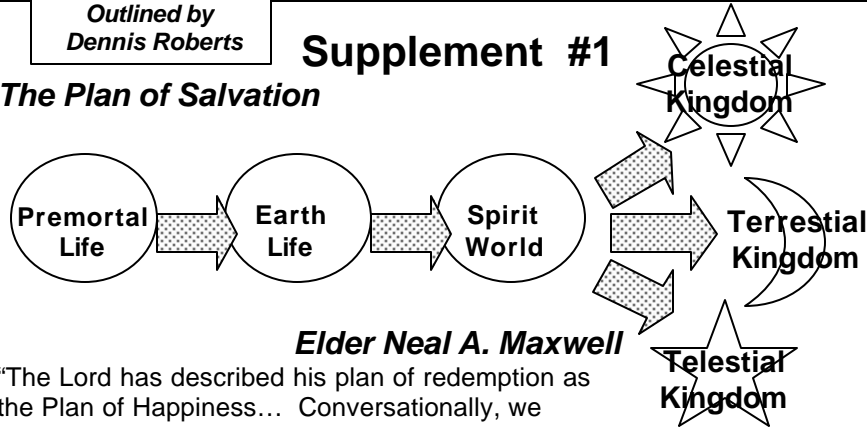 Outlined by
Dennis Roberts
Supplement #1
The Plan of Salvation
Celestial
Kingdom
Premortal
Life
Earth
Life
Spirit
World
Terrestial
Kingdom
Elder Neal A. Maxwell
Telestial
Kingdom
“The Lord has described his plan of redemption as
the Plan of Happiness… Conversationally, we